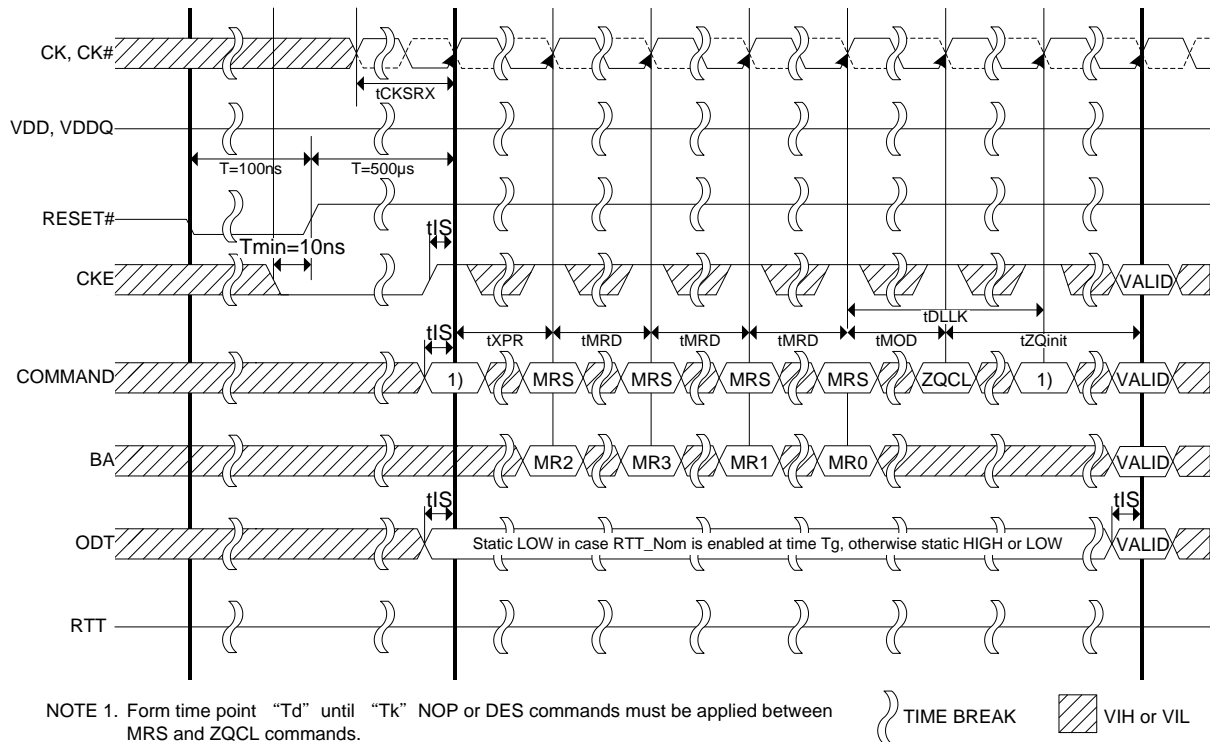 CK, CK#
tCKSRX
VDD, VDDQ
T=100ns T=500µs
RESET#
tIS
Tmin=10ns
CKE VALID
tDLLK
tIS tXPR tMRD tMRD tMRD tMOD tZQinit
COMMAND 1) MRS MRS MRS MRS ZQCL 1) VALID
BA MR2 MR3 MR1 MR0 VALID
tIS tIS
ODT Static LOW in case RTT_Nom is enabled at time Tg, otherwise static HIGH or LOW VALID
RTT
NOTE 1. Form time point “Td” until “Tk” NOP or DES commands must be applied between
MRS and ZQCL commands.
TIME BREAK VIH or VIL